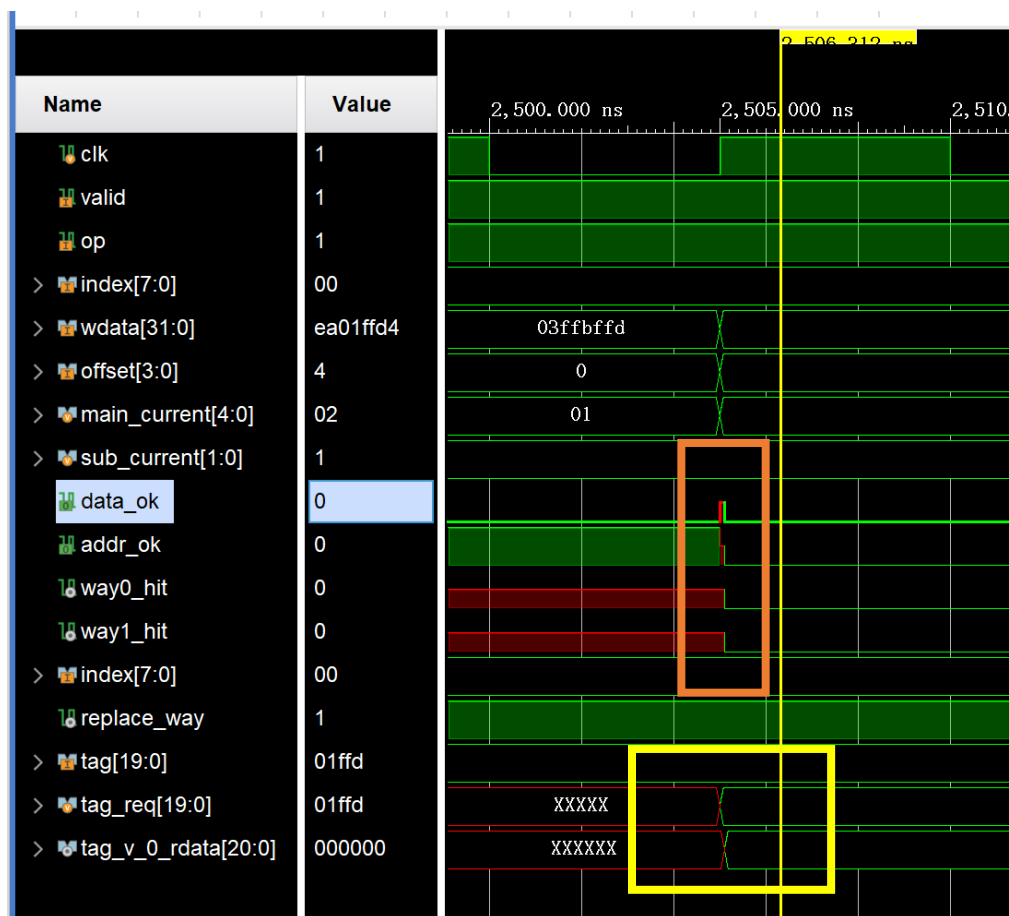 2,506.212 ns
Name Value 2,500.000 ns 2,505.000 ns 2,510.
clk 1
valid 1
op 1
index[7:0] 00
wdata[31:0] ea01ffd4 03ffbffd
offset[3:0] 4 0
main_current[4:0] 02 01
sub_current[1:0] 1
data_ok 0
addr_ok 0
way0_hit 0
way1_hit 0
index[7:0] 00
replace_way 1
tag[19:0] 01ffd
tag_req[19:0] 01ffd XXXXX
tag_v_0_rdata[20:0] 000000 XXXXXX